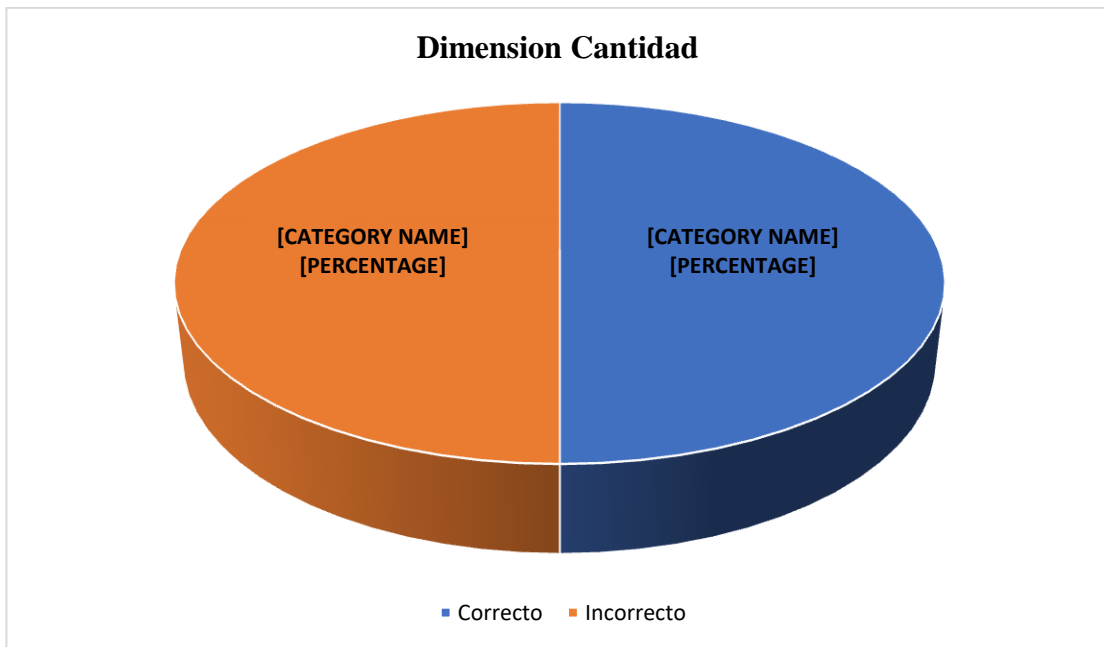 Dimension Cantidad
[CATEGORY NAME]
[PERCENTAGE]
[CATEGORY NAME]
[PERCENTAGE]
Correcto
Incorrecto